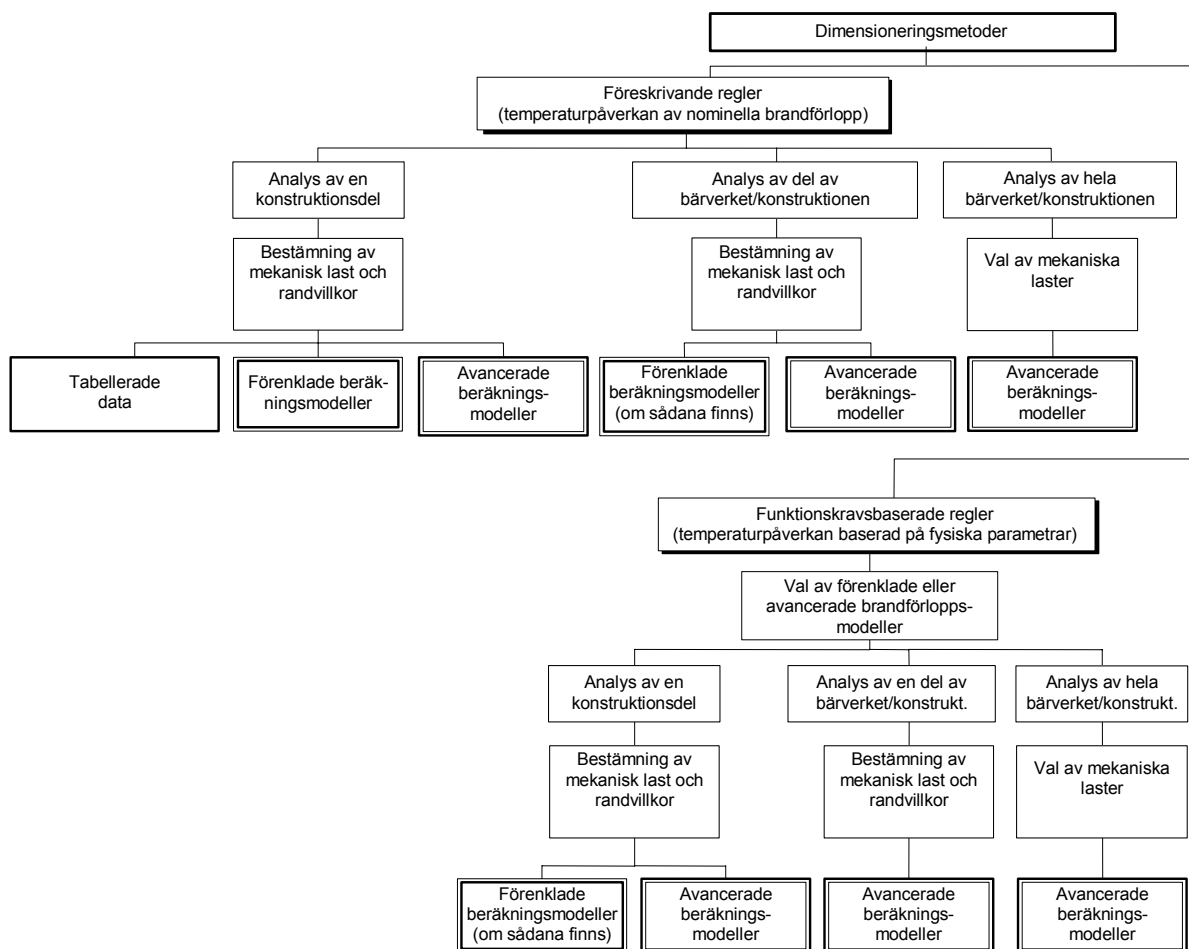 Dimensioneringsmetoder
Föreskrivande regler
(temperaturpåverkan av nominella brandförlopp)
Analys av en
konstruktionsdel
Analys av del av
bärverket/konstruktionen
Analys av hela
bärverket/konstruktionen
Bestämning av
mekanisk last och
randvillkor
Bestämning av
mekanisk last och
randvillkor
Val av mekaniska
laster
Tabellerade
data
Förenklade beräk-
ningsmodeller
Avancerade
beräknings-
modeller
Förenklade
beräkningsmodeller
(om sådana finns)
Avancerade
beräknings-
modeller
Avancerade
beräknings-
modeller
Funktionskravsbaserade regler
(temperaturpåverkan baserad på fysiska parametrar)
Val av förenklade eller
avancerade brandförlopps-
modeller
Analys av en
konstruktionsdel
Analys av en del av
bärverket/konstrukt.
Analys av hela
bärverket/konstrukt.
Bestämning av
mekanisk last och
randvillkor
Bestämning av
mekanisk last och
randvillkor
Val av mekaniska
laster
Förenklade
beräkningsmodeller
(om sådana finns)
Avancerade
beräknings-
modeller
Avancerade
beräknings-
modeller
Avancerade
beräknings-
modeller